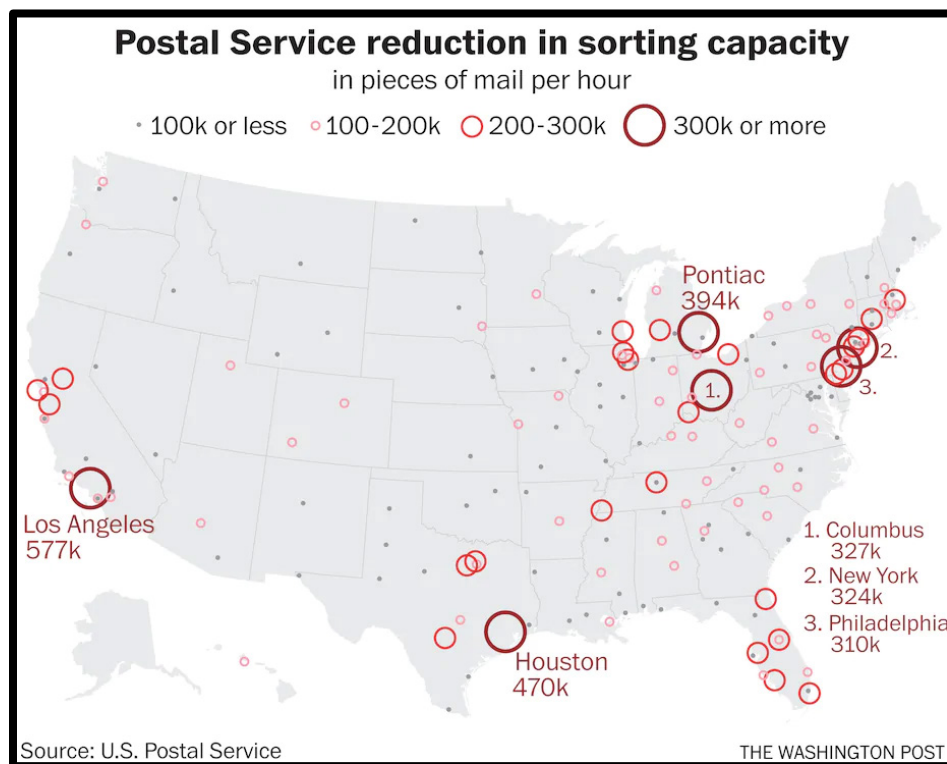 Postal Service reduction in sorting capacity
in pieces of mail per hour
100k or less
100-200k
200-300k
300k or more
Pontiac
394k
1.
2.
3.
Los Angeles
577k
Houston
470k
1. Columbus
327k
2. New York
324k
3. Philadelphia
310k
Source: U.S. Postal Service
THE WASHINGTON POST